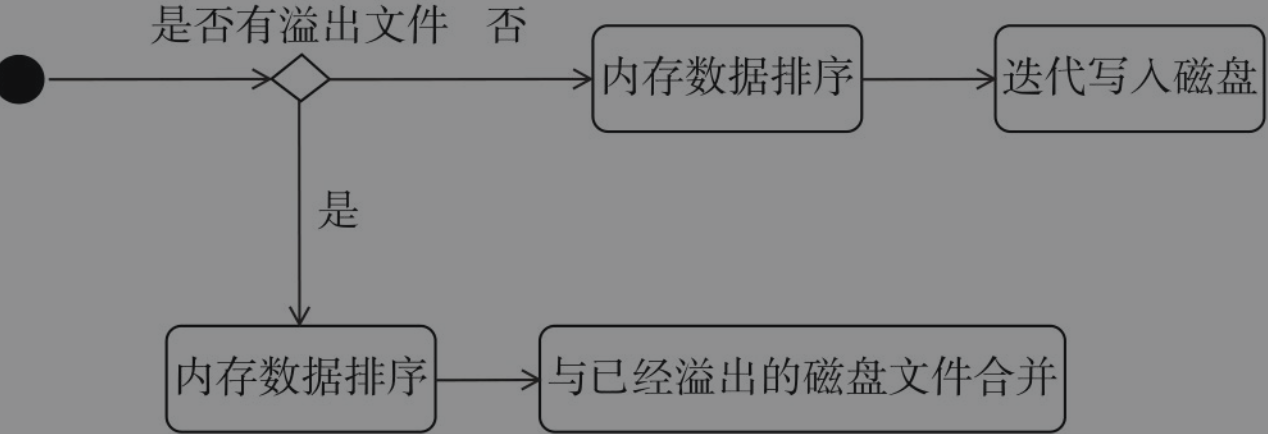 是否有溢出文件 否
内存数据排序
迭代写入磁盘
是
内存数据排序
与已经溢出的磁盘文件合并